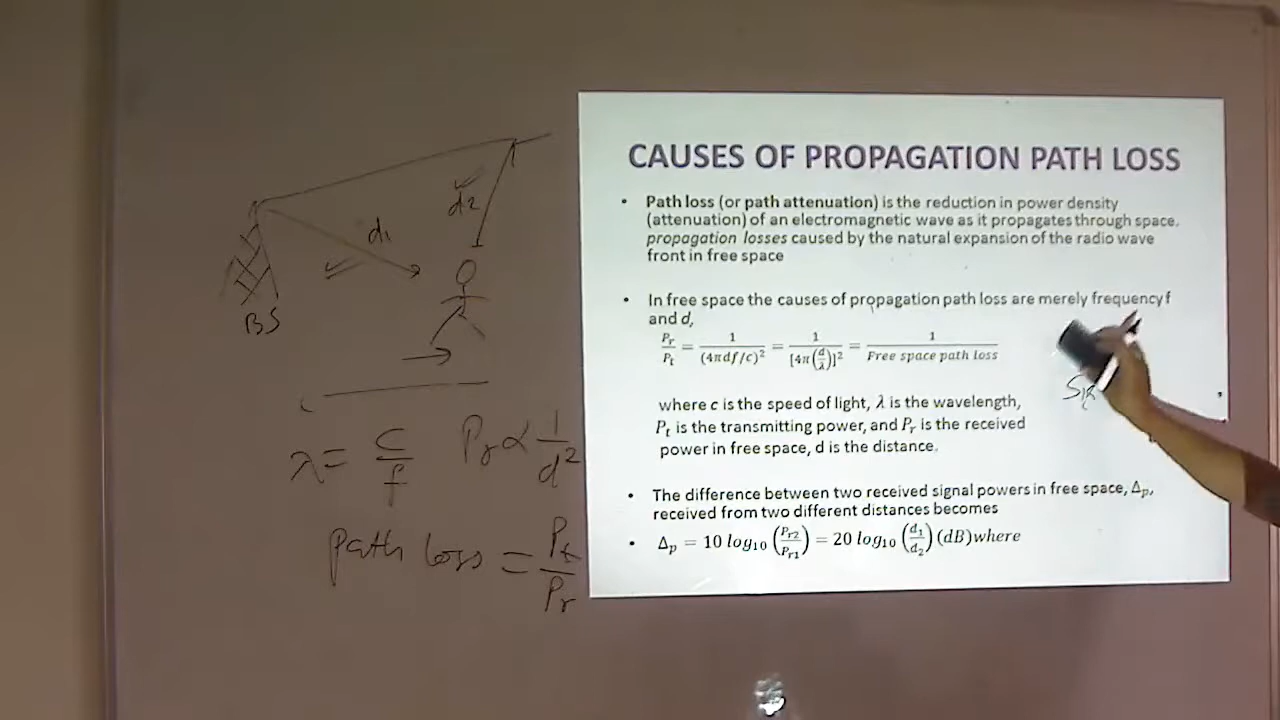 CAUSES OF PROPAGATION PATH LOSS
• Path loss (or path attenuation) is the reduction in power density
(attenuation) of an electromagnetic wave as it propagates through space.
propagation losses caused by the natural expansion of the radio wave
front in free space
• In free space the causes of propagation path loss are merely frequency f
and d,
Pr/Pt = 1/(4πdf/c)² = 1/[4π(d/λ)]² = 1/Free space path loss
where c is the speed of light, λ is the wavelength,
Pt is the transmitting power, and Pr is the received
power in free space, d is the distance.
• The difference between two received signal powers in free space, Δp,
received from two different distances becomes
• Δp = 10 log10 (Pr2/Pr1) = 20 log10 (d1/d2) (dB) where
d2
d1
BS
λ = c/f
Pr ∝ 1/d²
path loss = Pt/Pr